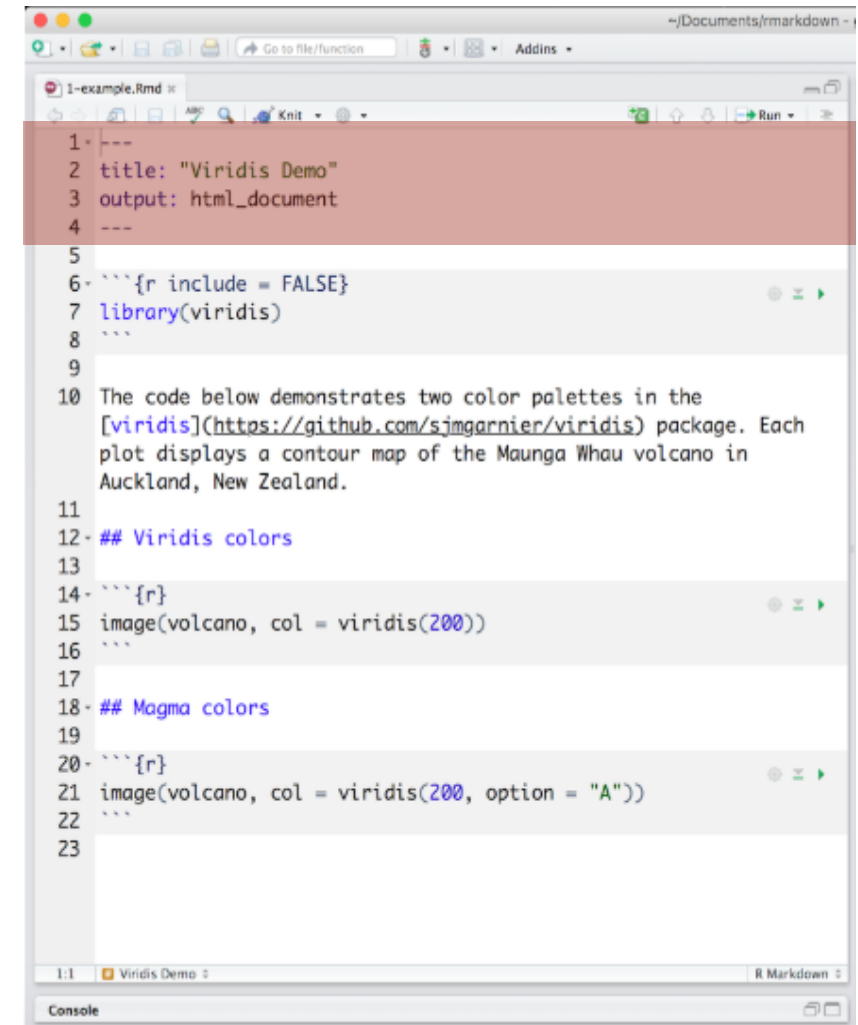 ~/Documents/rmarkdown -
Go to file/function Addins
1-example.Rmd
ABC Knit Run
1 ---
2 title: "Viridis Demo"
3 output: html_document
4 ---
5
6 ```{r include = FALSE}
7 library(viridis)
8 ```
9
10 The code below demonstrates two color palettes in the
[viridis](https://github.com/sjmgarnier/viridis) package. Each
plot displays a contour map of the Maunga Whau volcano in
Auckland, New Zealand.
11
12 ## Viridis colors
13
14 ```{r}
15 image(volcano, col = viridis(200))
16 ```
17
18 ## Magma colors
19
20 ```{r}
21 image(volcano, col = viridis(200, option = "A"))
22 ```
23
1:1 Viridis Demo R Markdown
Console